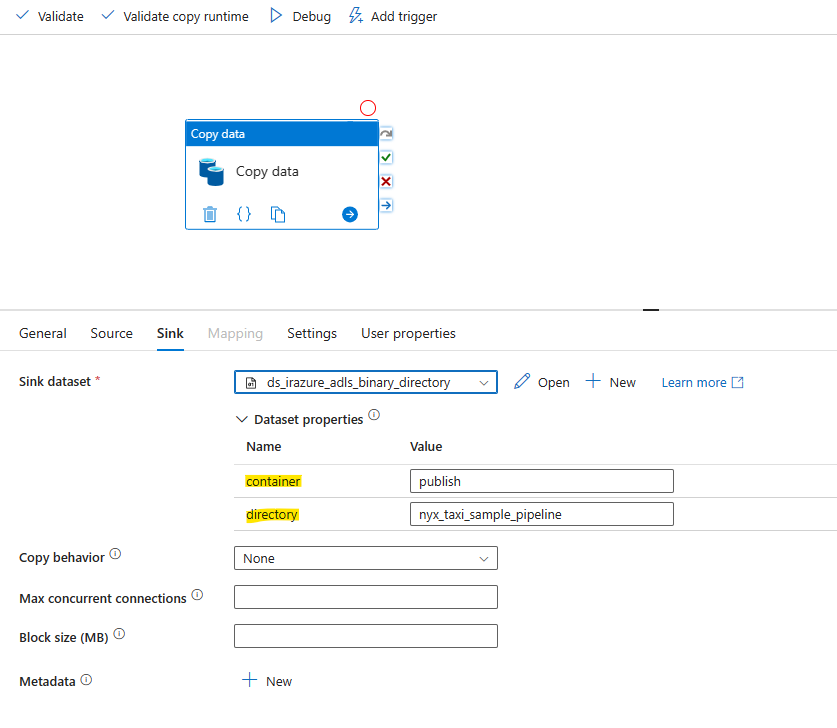 Validate Validate copy runtime Debug Add trigger
Copy data
Copy data
General Source Sink Mapping Settings User properties
Sink dataset * ds_irazure_adls_binary_directory Open New Learn more
Dataset properties
Name Value
container publish
directory nyx_taxi_sample_pipeline
Copy behavior None
Max concurrent connections
Block size (MB)
Metadata New